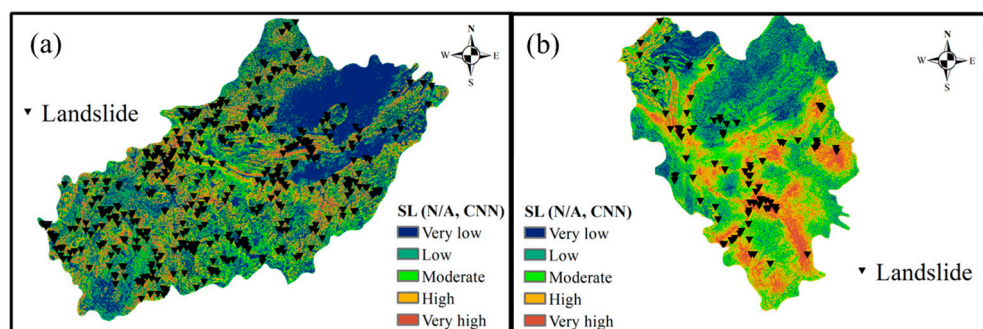 (a)
N
W E
S
Landslide
SL (N/A, CNN)
Very low
Low
Moderate
High
Very high
(b)
N
W E
S
SL (N/A, CNN)
Very low
Low
Moderate
High
Very high
Landslide